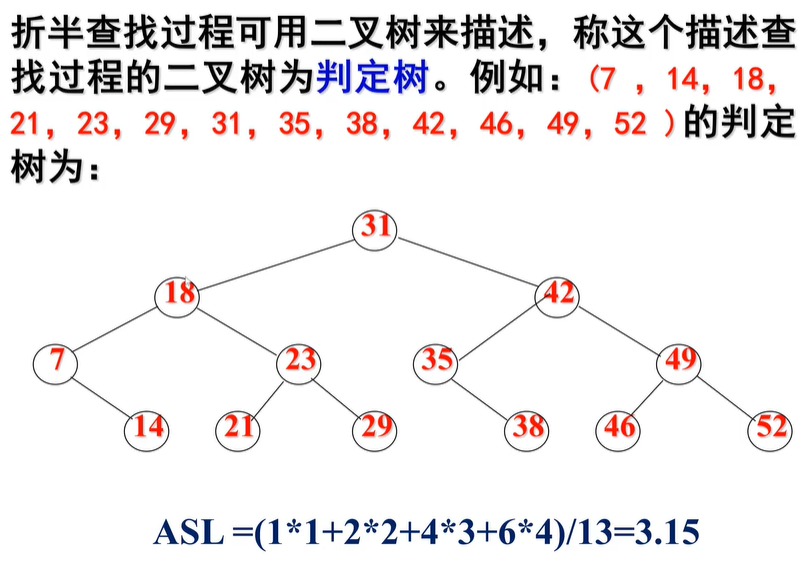 折半查找过程可用二叉树来描述，称这个描述查
找过程的二叉树为判定树。例如：(7 ，14，18，
21，23，29，31，35，38，42，46，49，52 )的判定
树为：
31
18 42
7 23 35 49
14 21 29 38 46 52
ASL =(1*1+2*2+4*3+6*4)/13=3.15